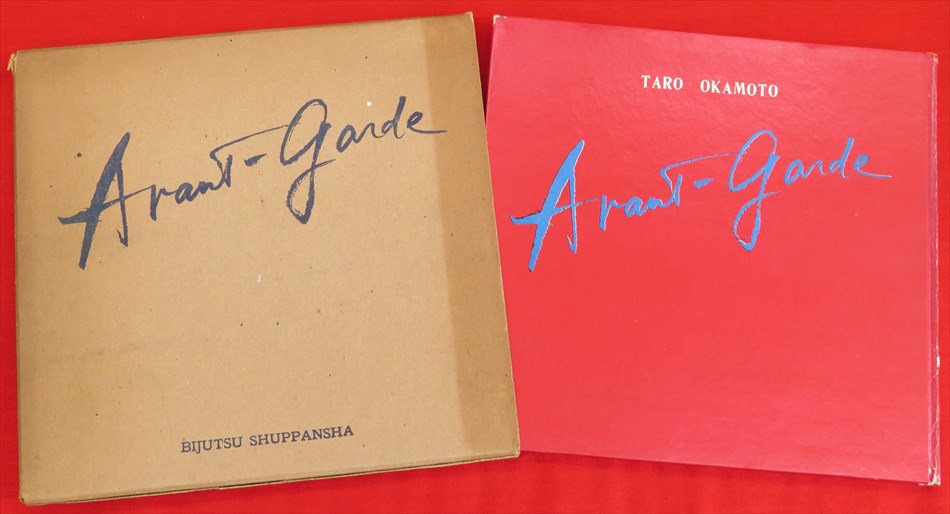 Avant-Garde
BIJUTSU SHUPPANSHA
TARO OKAMOTO
Avant-Garde